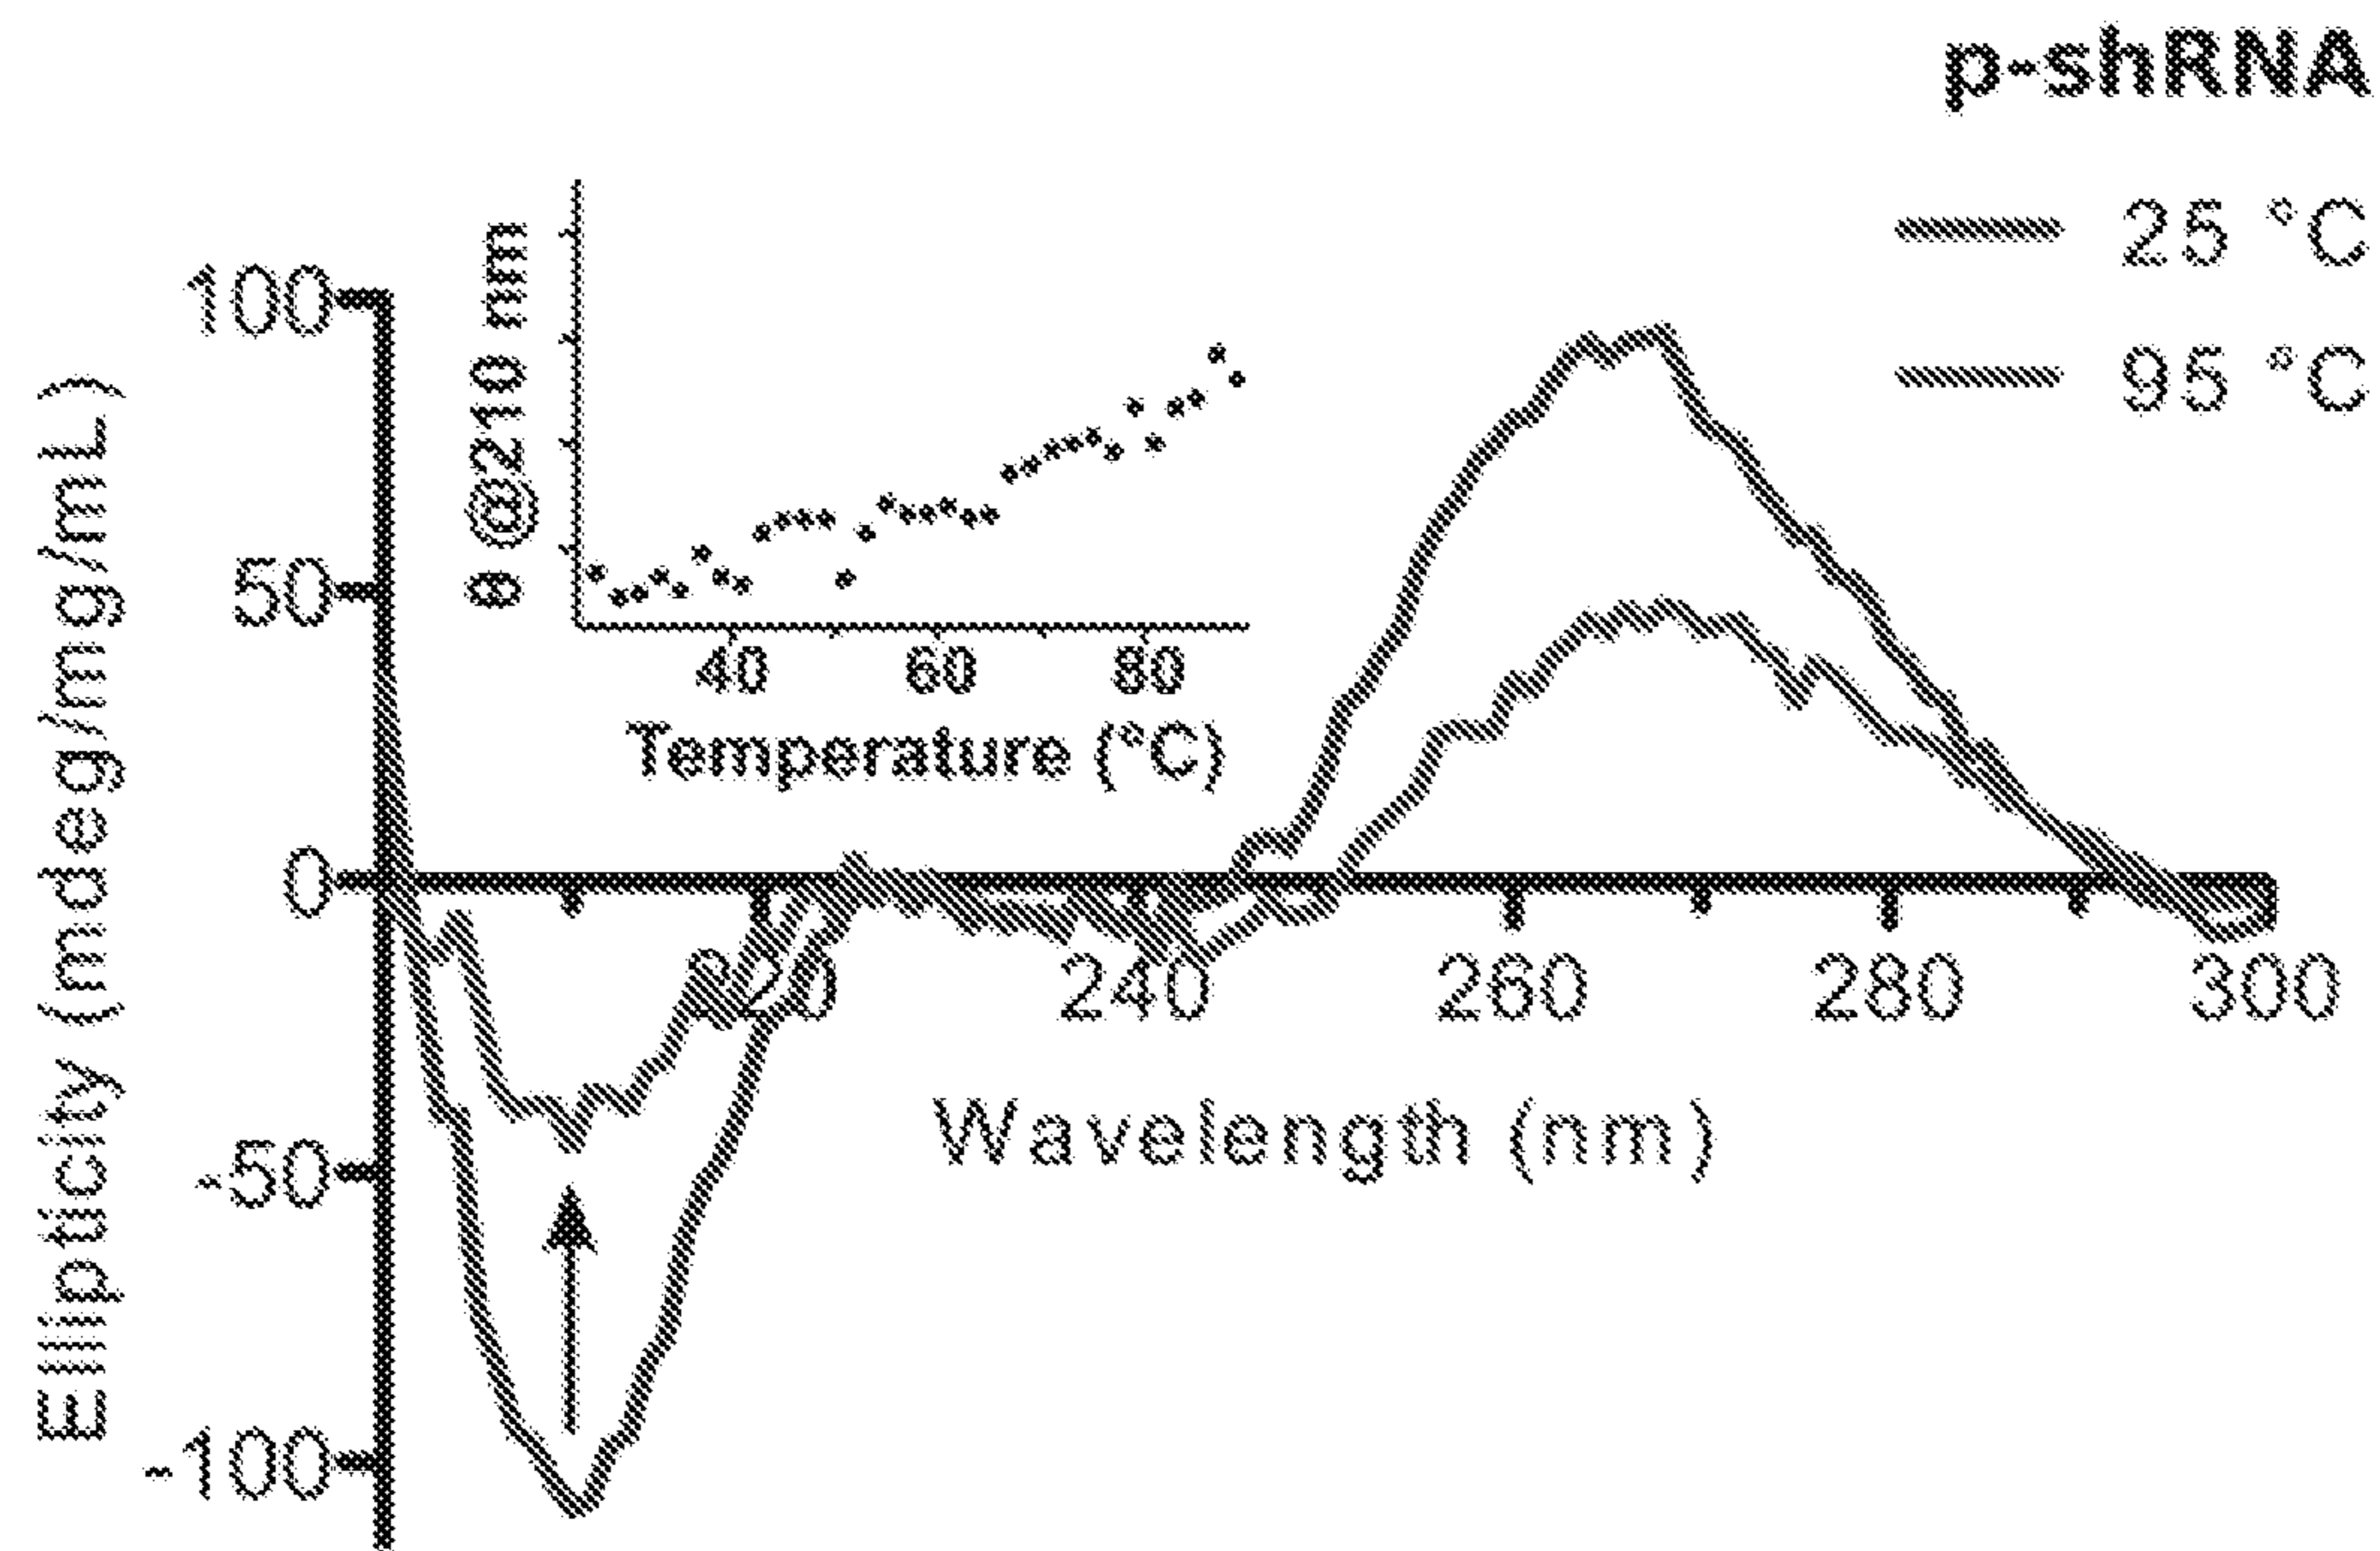 p-shRNA
25 °C
95 °C
Ellipticity (mdeg/mg/mL)
100
50
0
-50
-100
θ @210 nm
40 60 80
Temperature (°C)
220 240 260 280 300
Wavelength (nm)